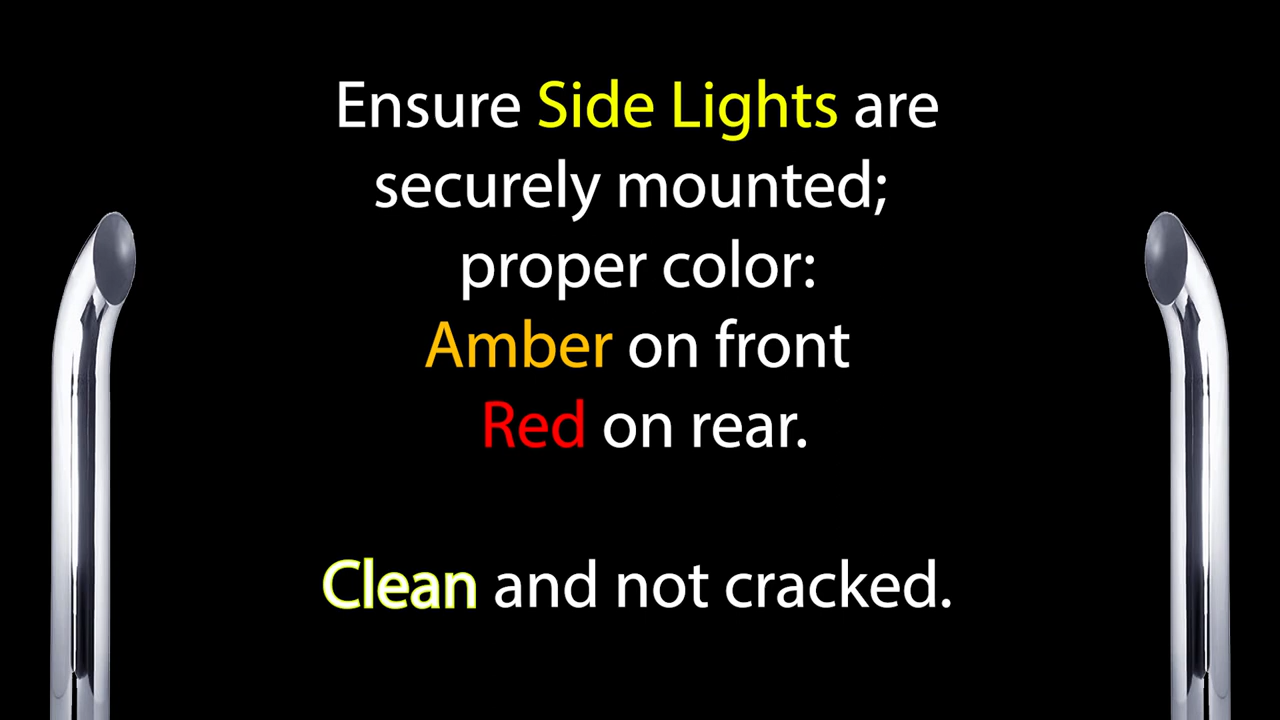 Ensure Side Lights are
securely mounted;
proper color:
Amber on front
Red on rear.
Clean and not cracked.